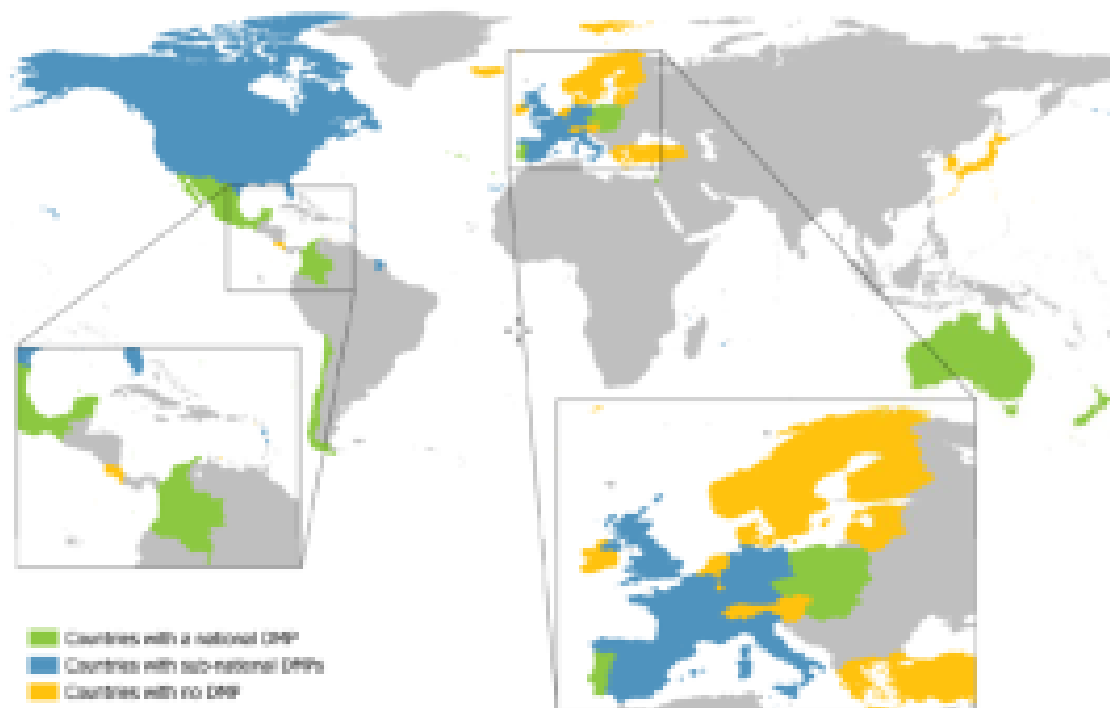 Countries with a national DMP
Countries with sub-national DMPs
Countries with no DMP